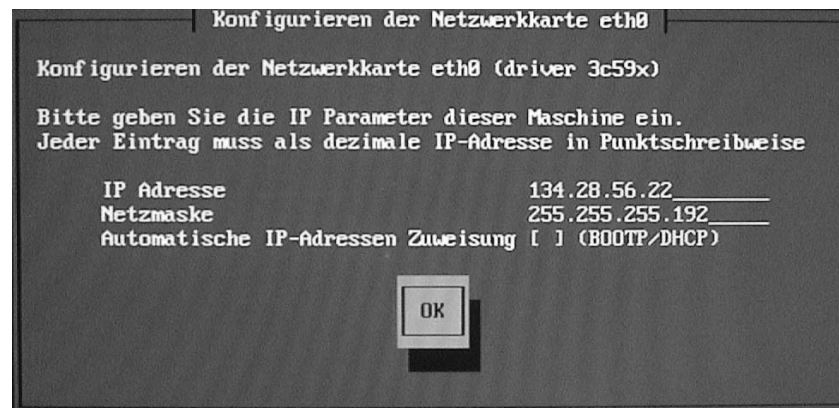 Konfigurieren der Netzwerkkarte eth0
Konfigurieren der Netzwerkkarte eth0 (driver 3c59x)
Bitte geben Sie die IP Parameter dieser Maschine ein.
Jeder Eintrag muss als dezimale IP-Adresse in Punktschreibweise
IP Adresse 134.28.56.22________
Netzmaske 255.255.255.192_____
Automatische IP-Adressen Zuweisung [ ] (BOOTP/DHCP)
OK